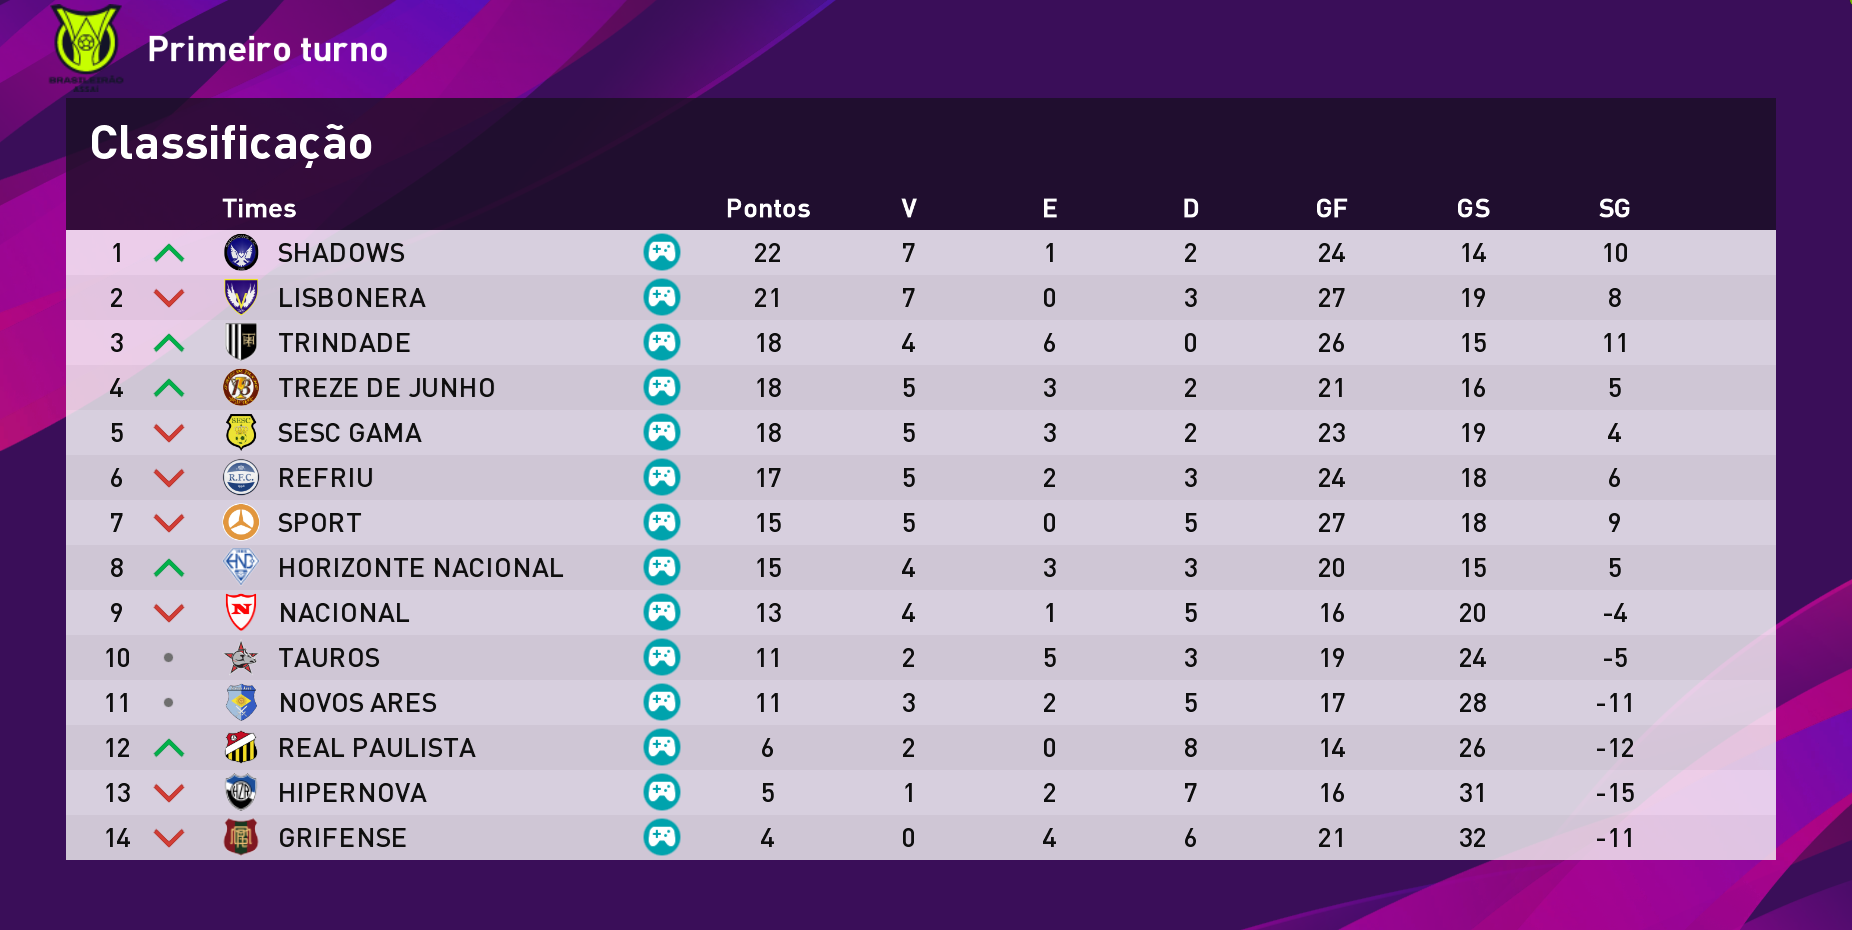 BRASILEIRÃO
ASSAÍ
Primeiro turno
Classificação
Times Pontos V E D GF GS SG
1 SHADOWS 22 7 1 2 24 14 10
2 LISBONERA 21 7 0 3 27 19 8
3 TRINDADE 18 4 6 0 26 15 11
4 TREZE DE JUNHO 18 5 3 2 21 16 5
5 SESC GAMA 18 5 3 2 23 19 4
6 R.F.C. REFRIU 17 5 2 3 24 18 6
7 SPORT 15 5 0 5 27 18 9
8 HNC HORIZONTE NACIONAL 15 4 3 3 20 15 5
9 N NACIONAL 13 4 1 5 16 20 -4
10 TAUROS 11 2 5 3 19 24 -5
11 NOVOS ARES 11 3 2 5 17 28 -11
12 REAL PAULISTA 6 2 0 8 14 26 -12
13 HIPERNOVA 5 1 2 7 16 31 -15
14 GRIFENSE 4 0 4 6 21 32 -11